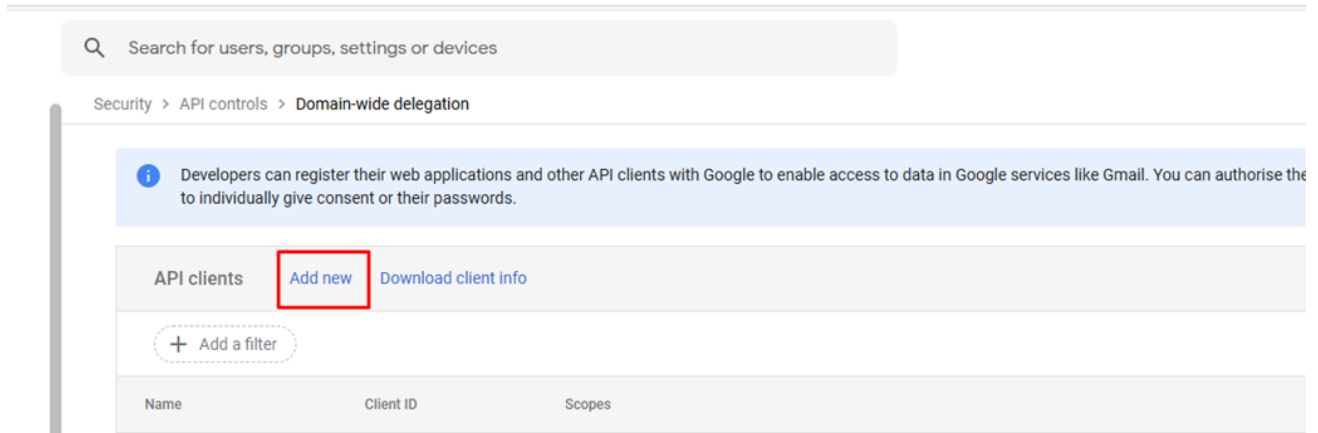 Search for users, groups, settings or devices
Security > API controls > Domain-wide delegation
Developers can register their web applications and other API clients with Google to enable access to data in Google services like Gmail. You can authorise the
to individually give consent or their passwords.
API clients Add new Download client info
+ Add a filter
Name Client ID Scopes